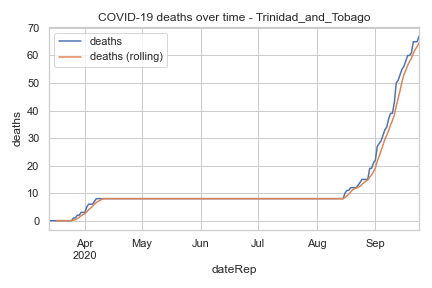 COVID-19 deaths over time - Trinidad_and_Tobago
deaths
deaths (rolling)
70
60
50
40
30
20
10
0
deaths
Apr May Jun Jul Aug Sep
2020
dateRep